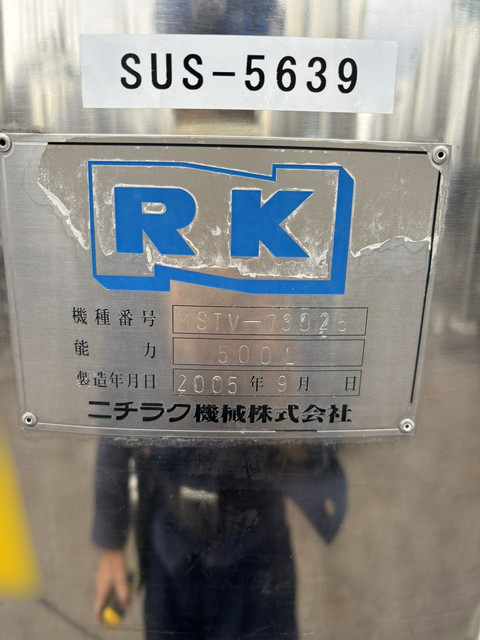 SUS-5639
RK
機種番号 MSTV-73026
能力 500L
製造年月日 2005年9月 日
ニチラク機械株式会社